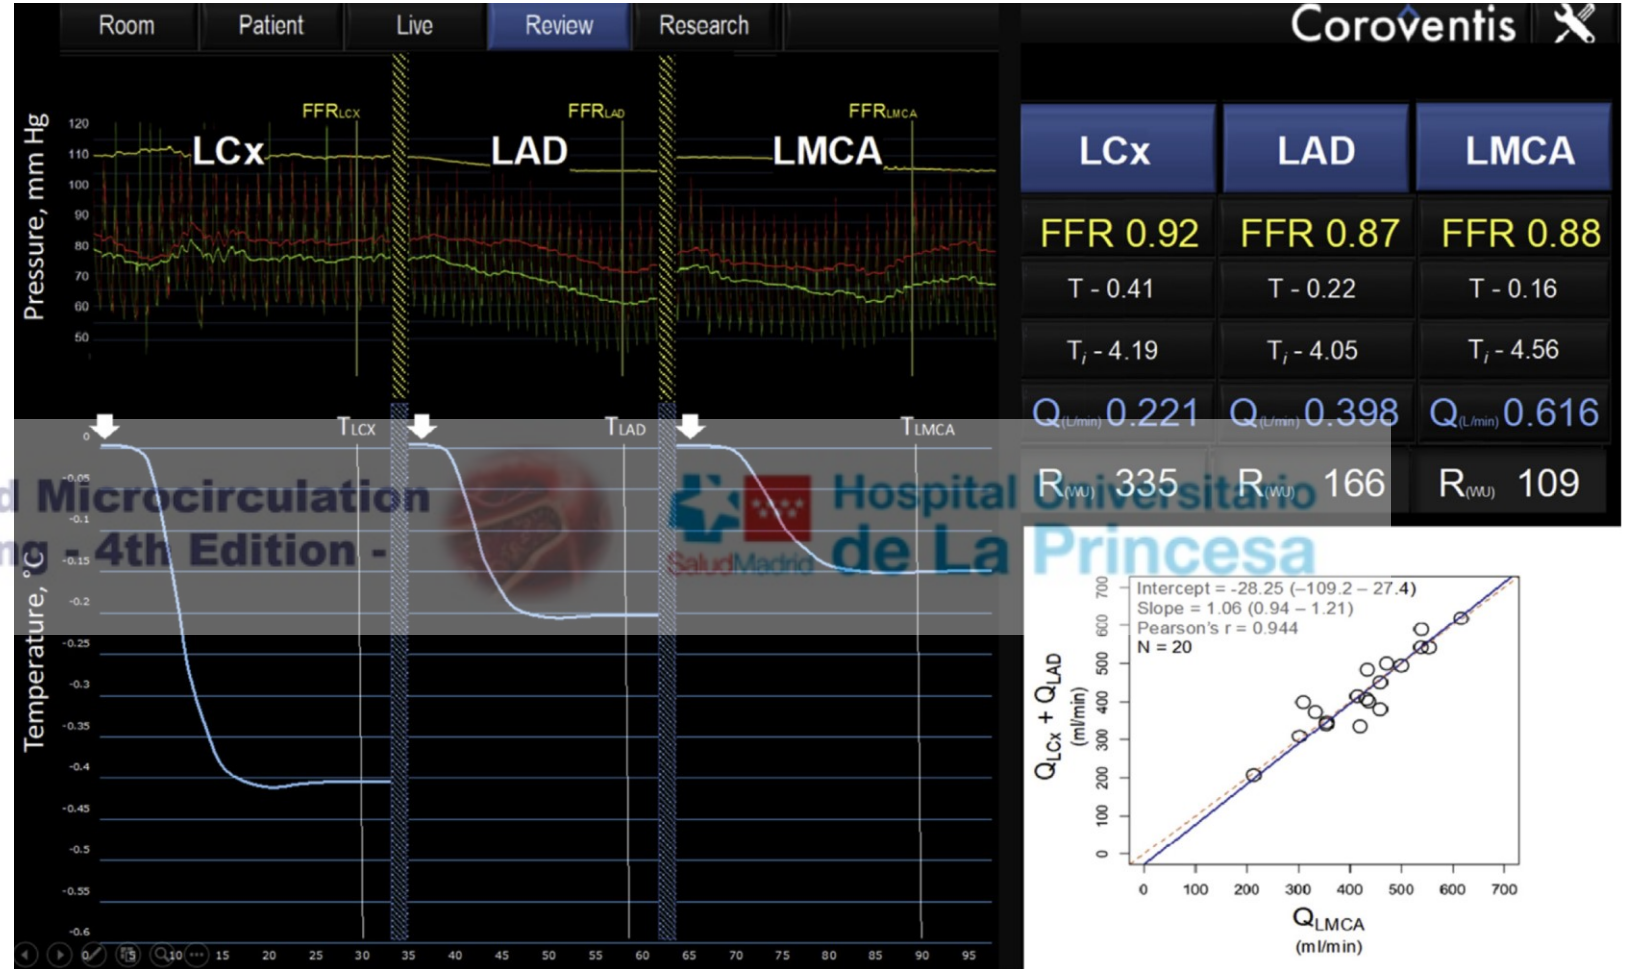 Room Patient Live Review Research
Coroventis
Pressure, mm Hg
120
110
100
90
80
70
60
50
FFRLCX
FFRLAD
FFRLMCA
LCx
LAD
LMCA
LCx LAD LMCA
FFR 0.92 FFR 0.87 FFR 0.88
T - 0.41 T - 0.22 T - 0.16
Ti - 4.19 Ti - 4.05 Ti - 4.56
Q(L/min) 0.221 Q(L/min) 0.398 Q(L/min) 0.616
R(WU) 335 R(WU) 166 R(WU) 109
TLCX
TLAD
TLMCA
d Microcirculation
ng - 4th Edition -
SaludMadrid
Hospital Universitario
de La Princesa
Temperature, °C
0
-0.05
-0.1
-0.15
-0.2
-0.25
-0.3
-0.35
-0.4
-0.45
-0.5
-0.55
-0.6
0 5 10 15 20 25 30 35 40 45 50 55 60 65 70 75 80 85 90 95
Intercept = -28.25 (–109.2 – 27.4)
Slope = 1.06 (0.94 – 1.21)
Pearson's r = 0.944
N = 20
QLCx + QLAD
(ml/min)
700
600
500
400
300
200
100
0
0 100 200 300 400 500 600 700
QLMCA
(ml/min)